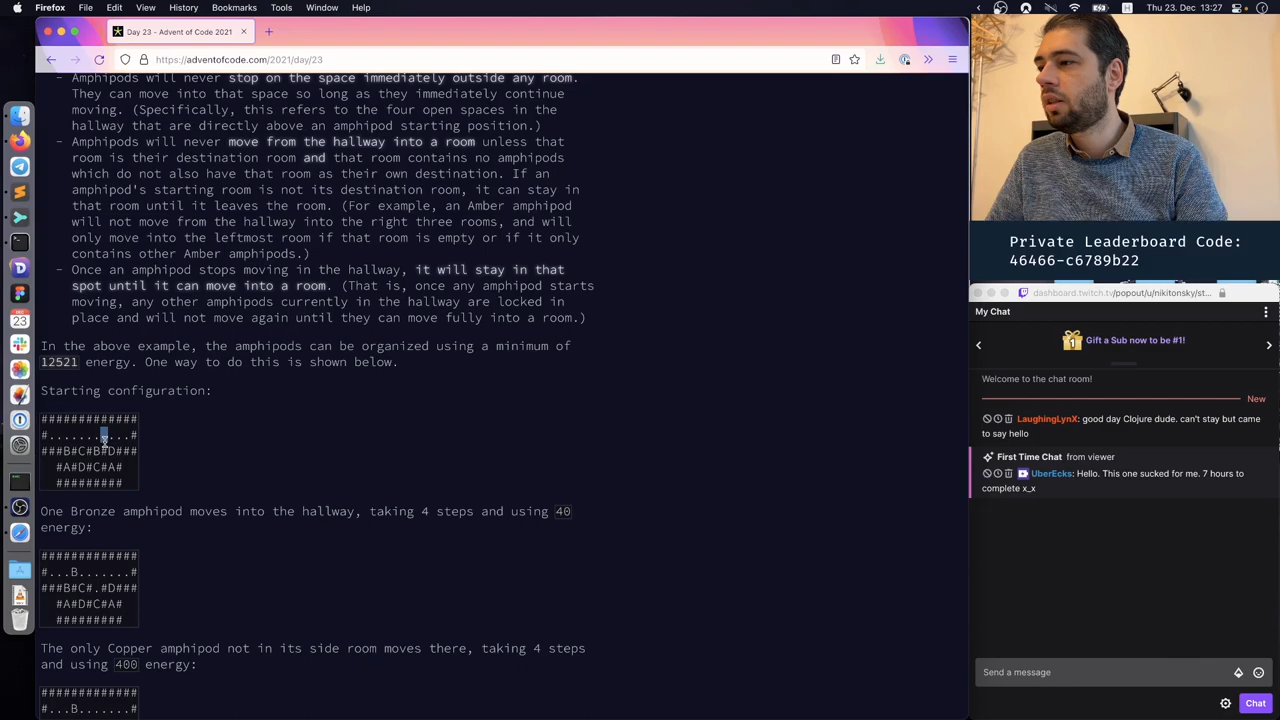 Firefox File Edit View History Bookmarks Tools Window Help
Thu 23. Dec 13:27
Day 23 - Advent of Code 2021
https://adventofcode.com/2021/day/23
- Amphipods will never stop on the space immediately outside any room.
They can move into that space so long as they immediately continue
moving. (Specifically, this refers to the four open spaces in the
hallway that are directly above an amphipod starting position.)
- Amphipods will never move from the hallway into a room unless that
room is their destination room and that room contains no amphipods
which do not also have that room as their own destination. If an
amphipod's starting room is not its destination room, it can stay in
that room until it leaves the room. (For example, an Amber amphipod
will not move from the hallway into the right three rooms, and will
only move into the leftmost room if that room is empty or if it only
contains other Amber amphipods.)
- Once an amphipod stops moving in the hallway, it will stay in that
spot until it can move into a room. (That is, once any amphipod starts
moving, any other amphipods currently in the hallway are locked in
place and will not move again until they can move fully into a room.)
In the above example, the amphipods can be organized using a minimum of
12521 energy. One way to do this is shown below.
Starting configuration:
#############
#...........#
###B#C#B#D###
#A#D#C#A#
#########
One Bronze amphipod moves into the hallway, taking 4 steps and using 40
energy:
#############
#...B.......#
###B#C#.#D###
#A#D#C#A#
#########
The only Copper amphipod not in its side room moves there, taking 4 steps
and using 400 energy:
#############
#...B.......#
Private Leaderboard Code:
46466-c6789b22
dashboard.twitch.tv/popout/u/nikitonsky/st...
My Chat
1 Gift a Sub now to be #1!
Welcome to the chat room!
New
LaughingLynX: good day Clojure dude. can't stay but came
to say hello
First Time Chat from viewer
UberEcks: Hello. This one sucked for me. 7 hours to
complete x_x
Send a message
Chat